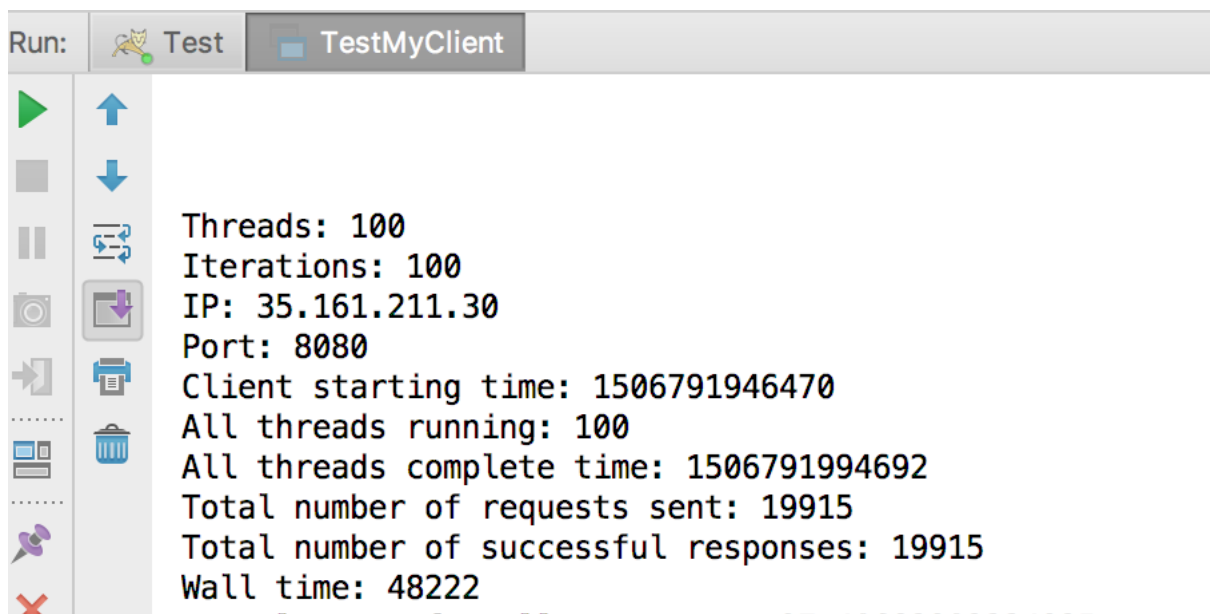 Run: Test TestMyClient
Threads: 100
Iterations: 100
IP: 35.161.211.30
Port: 8080
Client starting time: 1506791946470
All threads running: 100
All threads complete time: 1506791994692
Total number of requests sent: 19915
Total number of successful responses: 19915
Wall time: 48222